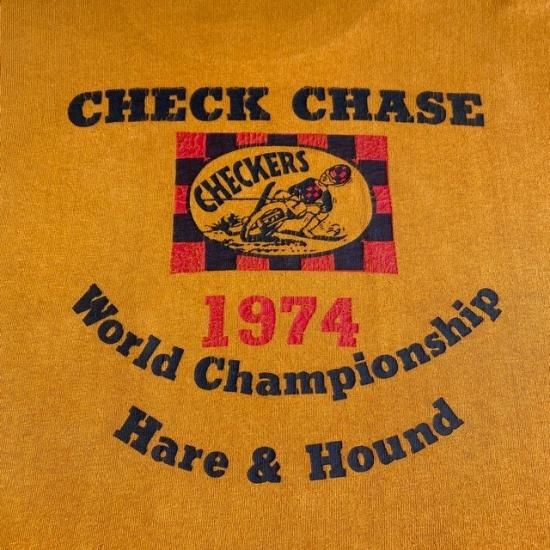 CHECK CHASE
CHECKERS
1974
World Championship
Hare & Hound